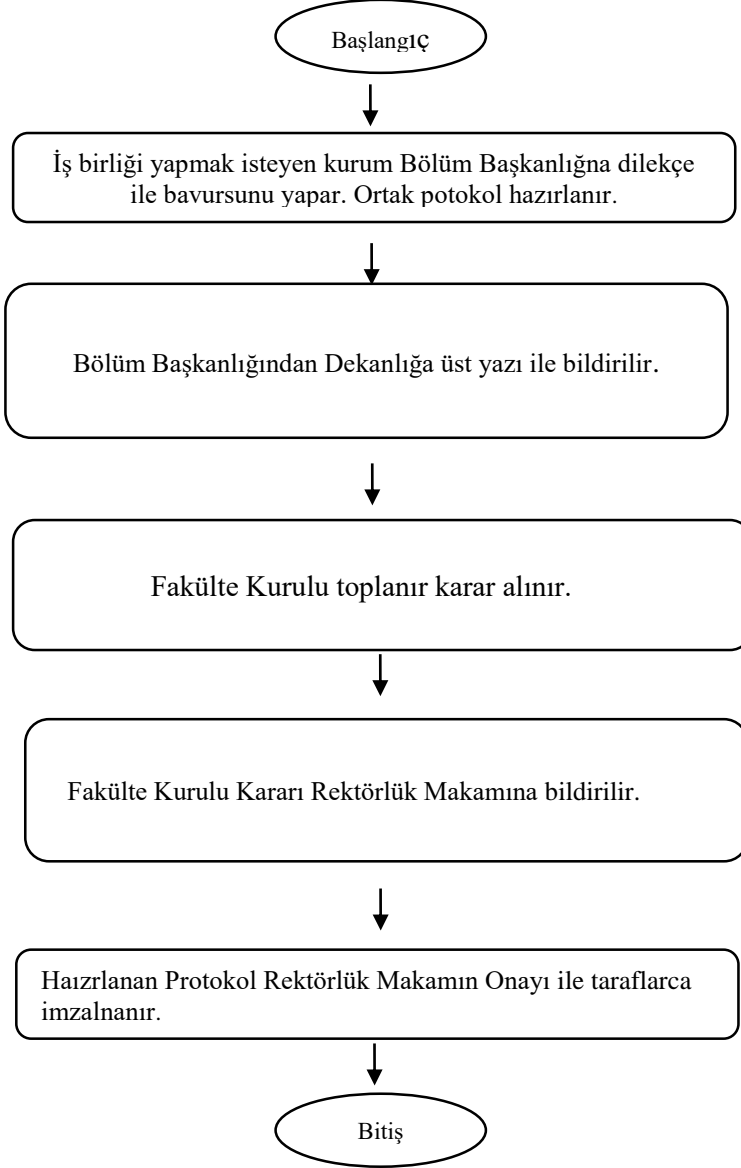 Başlangıç
İş birliği yapmak isteyen kurum Bölüm Başkanlığna dilekçe
ile bavursunu yapar. Ortak potokol hazırlanır.
Bölüm Başkanlığından Dekanlığa üst yazı ile bildirilir.
Fakülte Kurulu toplanır karar alınır.
Fakülte Kurulu Kararı Rektörlük Makamına bildirilir.
Haızrlanan Protokol Rektörlük Makamın Onayı ile taraflarca
imzalnanır.
Bitiş